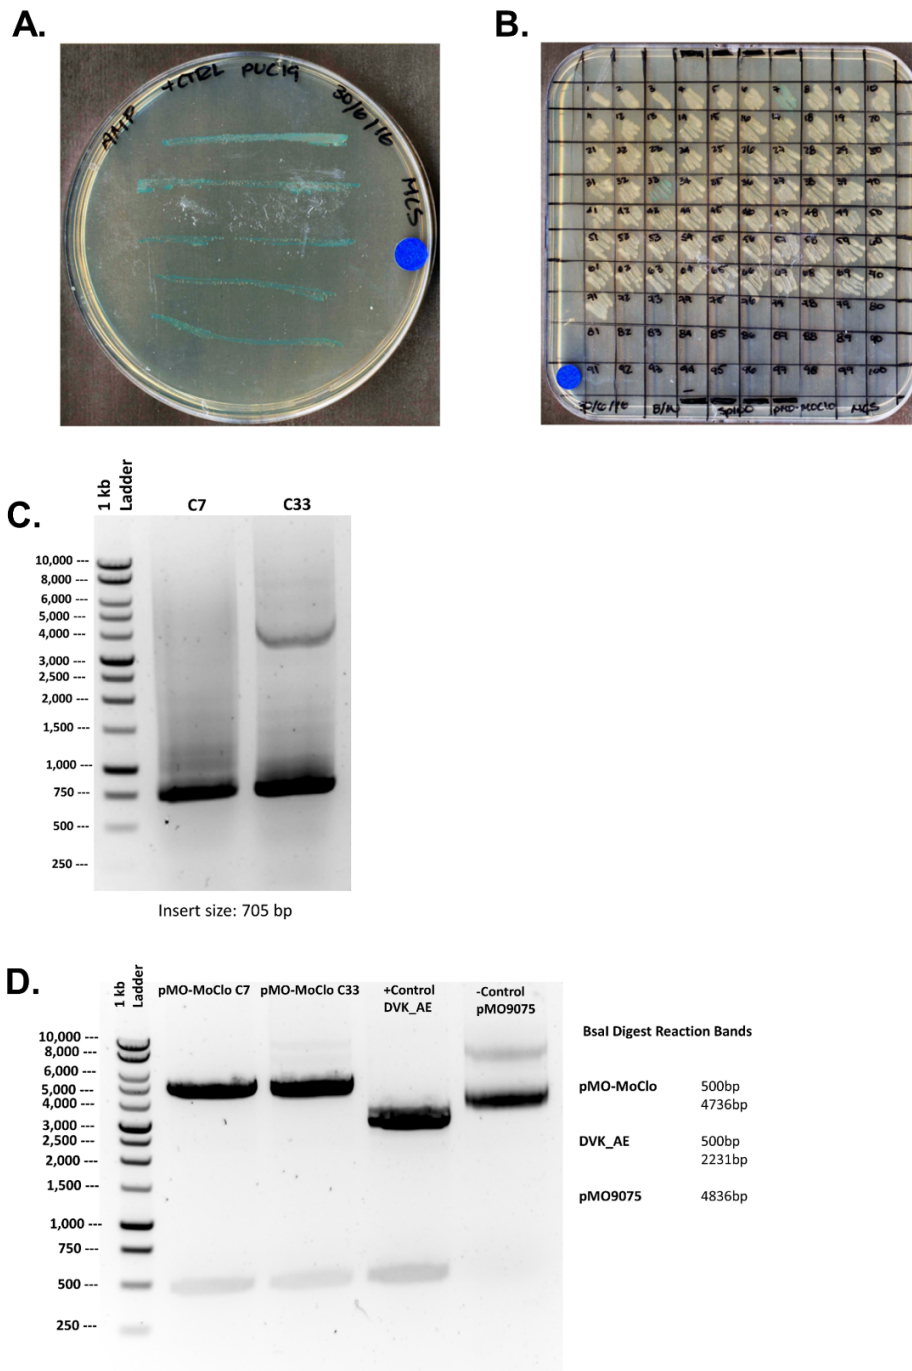 A.
AMP +CTRL PUC19 30/6/16
MCS
B.
1 2 3 4 5 6 7 8 9 10
11 12 13 14 15 16 17 18 19 20
21 22 23 24 25 26 27 28 29 30
31 32 33 34 35 36 37 38 39 40
41 42 43 44 45 46 47 48 49 50
51 52 53 54 55 56 57 58 59 60
61 62 63 64 65 66 67 68 69 70
71 72 73 74 75 76 77 78 79 80
81 82 83 84 85 86 87 88 89 90
91 92 93 94 95 96 97 98 99 100
30/6/16 B/W Sp100 pMO-MOClO MCS
C.
1 kb
Ladder
C7 C33
10,000 ---
8,000 ---
6,000 ---
5,000 ---
4,000 ---
3,000 ---
2,500 ---
2,000 ---
1,500 ---
1,000 ---
750 ---
500 ---
250 ---
Insert size: 705 bp
D.
1 kb
Ladder
pMO-MoClo C7 pMO-MoClo C33 +Control -Control
DVK_AE pMO9075
10,000 ---
8,000 ---
6,000 ---
5,000 ---
4,000 ---
3,000 ---
2,500 ---
2,000 ---
1,500 ---
1,000 ---
750 ---
500 ---
250 ---
BsaI Digest Reaction Bands
pMO-MoClo 500bp
4736bp
DVK_AE 500bp
2231bp
pMO9075 4836bp